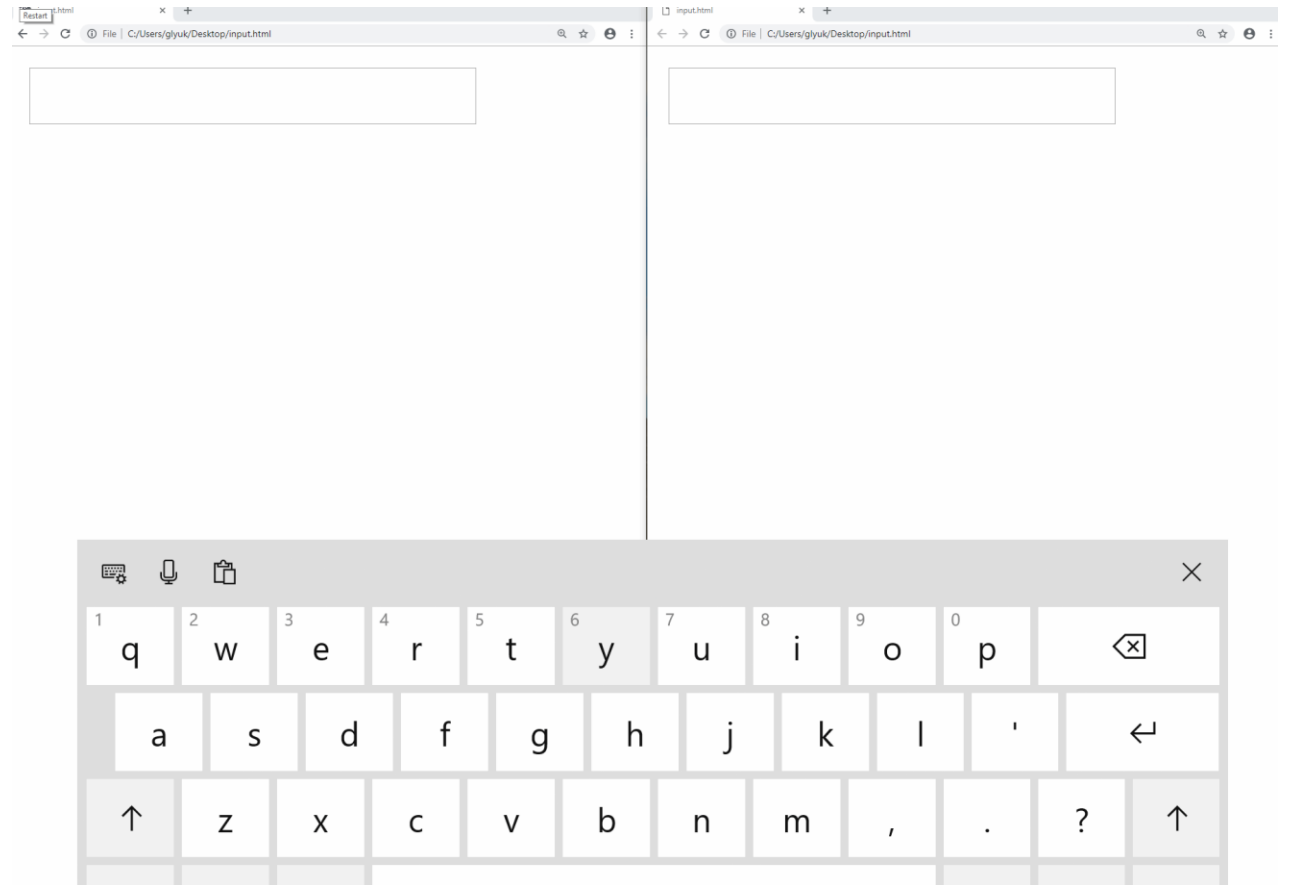 input.html
Restart
File | C:/Users/glyuk/Desktop/input.html
input.html
File | C:/Users/glyuk/Desktop/input.html
1 2 3 4 5 6 7 8 9 0
q w e r t y u i o p
a s d f g h j k l '
z x c v b n m , . ?